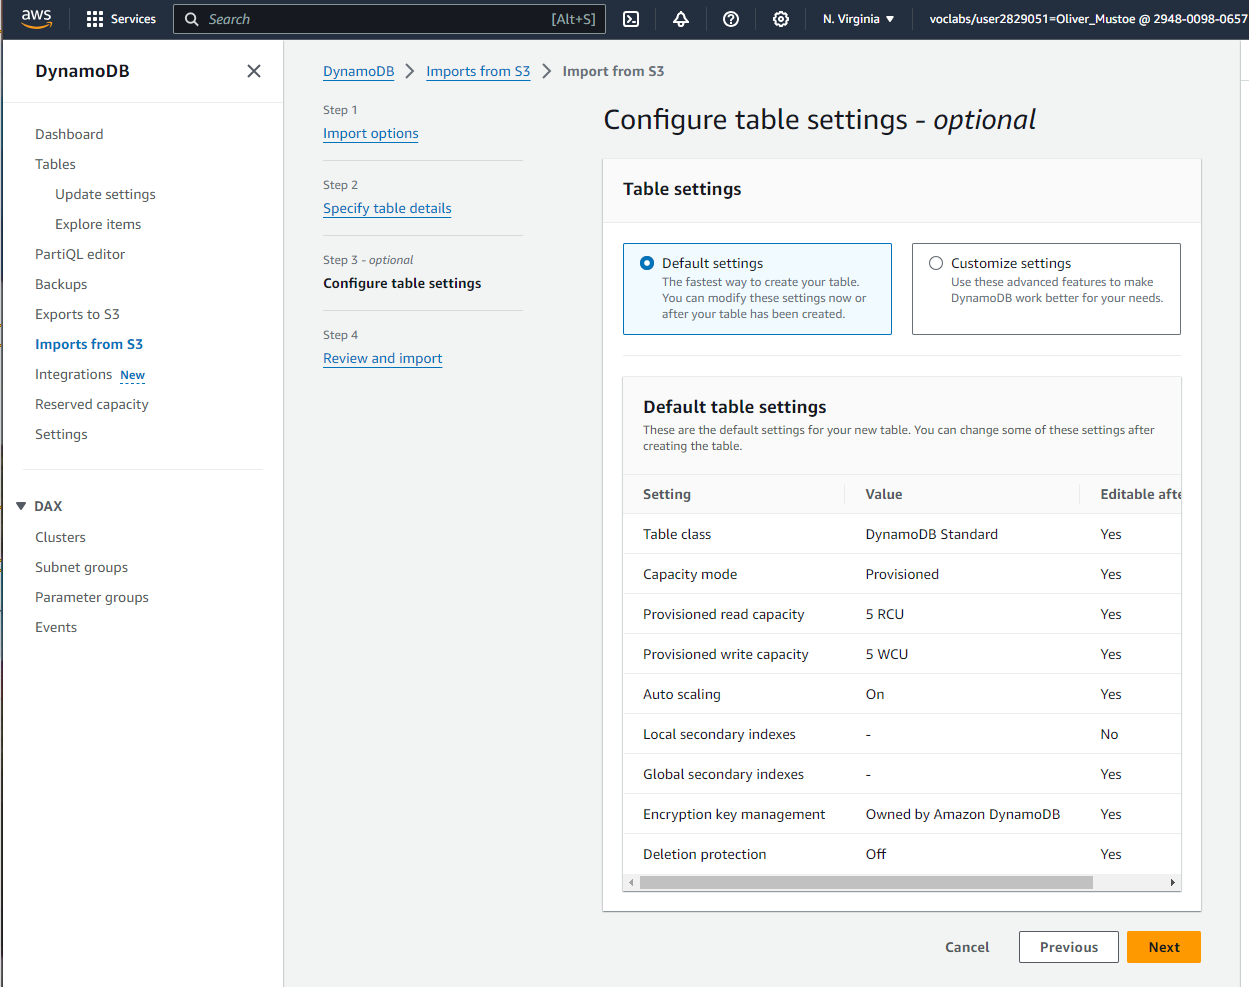 aws
Services
Search
[Alt+S]
N. Virginia
voclabs/user2829051=Oliver_Mustoe @ 2948-0098-0657
DynamoDB
Dashboard
Tables
Update settings
Explore items
PartiQL editor
Backups
Exports to S3
Imports from S3
Integrations New
Reserved capacity
Settings
DAX
Clusters
Subnet groups
Parameter groups
Events
DynamoDB > Imports from S3 > Import from S3
Step 1
Import options
Step 2
Specify table details
Step 3 - optional
Configure table settings
Step 4
Review and import
Configure table settings - optional
Table settings
Default settings
The fastest way to create your table.
You can modify these settings now or
after your table has been created.
Customize settings
Use these advanced features to make
DynamoDB work better for your needs.
Default table settings
These are the default settings for your new table. You can change some of these settings after
creating the table.
Setting Value Editable afte
Table class DynamoDB Standard Yes
Capacity mode Provisioned Yes
Provisioned read capacity 5 RCU Yes
Provisioned write capacity 5 WCU Yes
Auto scaling On Yes
Local secondary indexes - No
Global secondary indexes - Yes
Encryption key management Owned by Amazon DynamoDB Yes
Deletion protection Off Yes
Cancel Previous Next